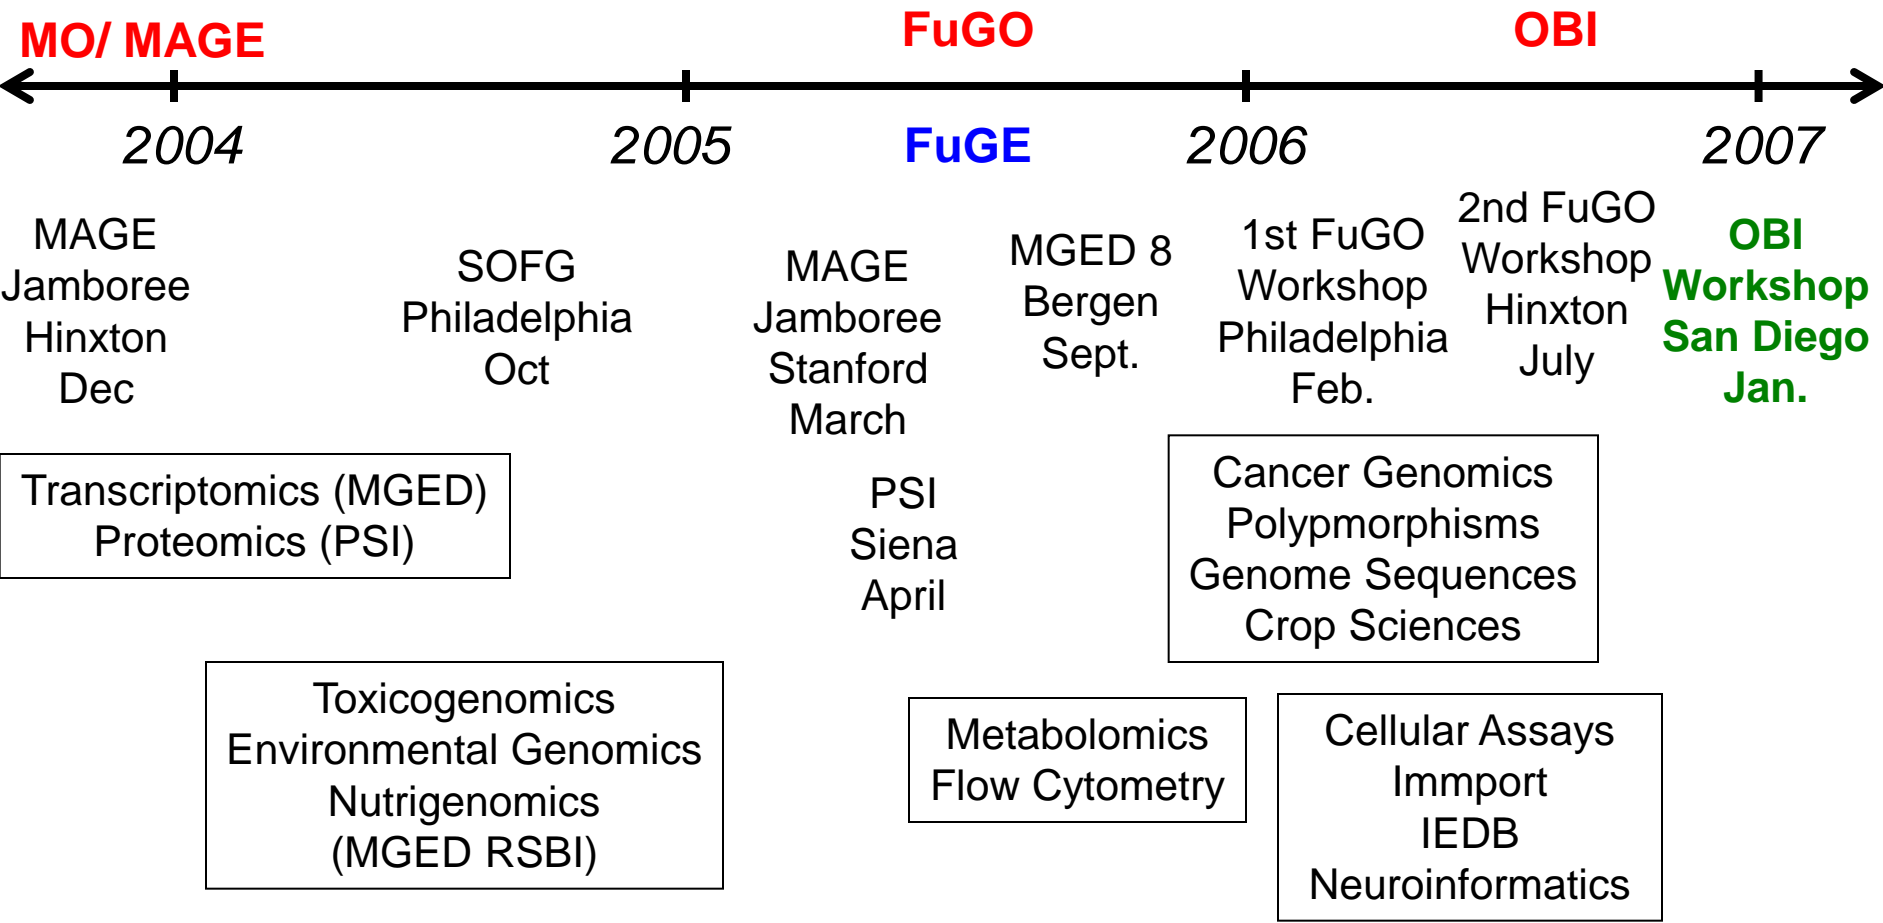 MO/ MAGE
FuGO
OBI
2004
2005
FuGE
2006
2007
MAGE
Jamboree
Hinxton
Dec
SOFG
Philadelphia
Oct
MAGE
Jamboree
Stanford
March
MGED 8
Bergen
Sept.
1st FuGO
Workshop
Philadelphia
Feb.
2nd FuGO
Workshop
Hinxton
July
OBI
Workshop
San Diego
Jan.
Transcriptomics (MGED)
Proteomics (PSI)
PSI
Siena
April
Cancer Genomics
Polypmorphisms
Genome Sequences
Crop Sciences
Toxicogenomics
Environmental Genomics
Nutrigenomics
(MGED RSBI)
Metabolomics
Flow Cytometry
Cellular Assays
Immport
IEDB
Neuroinformatics